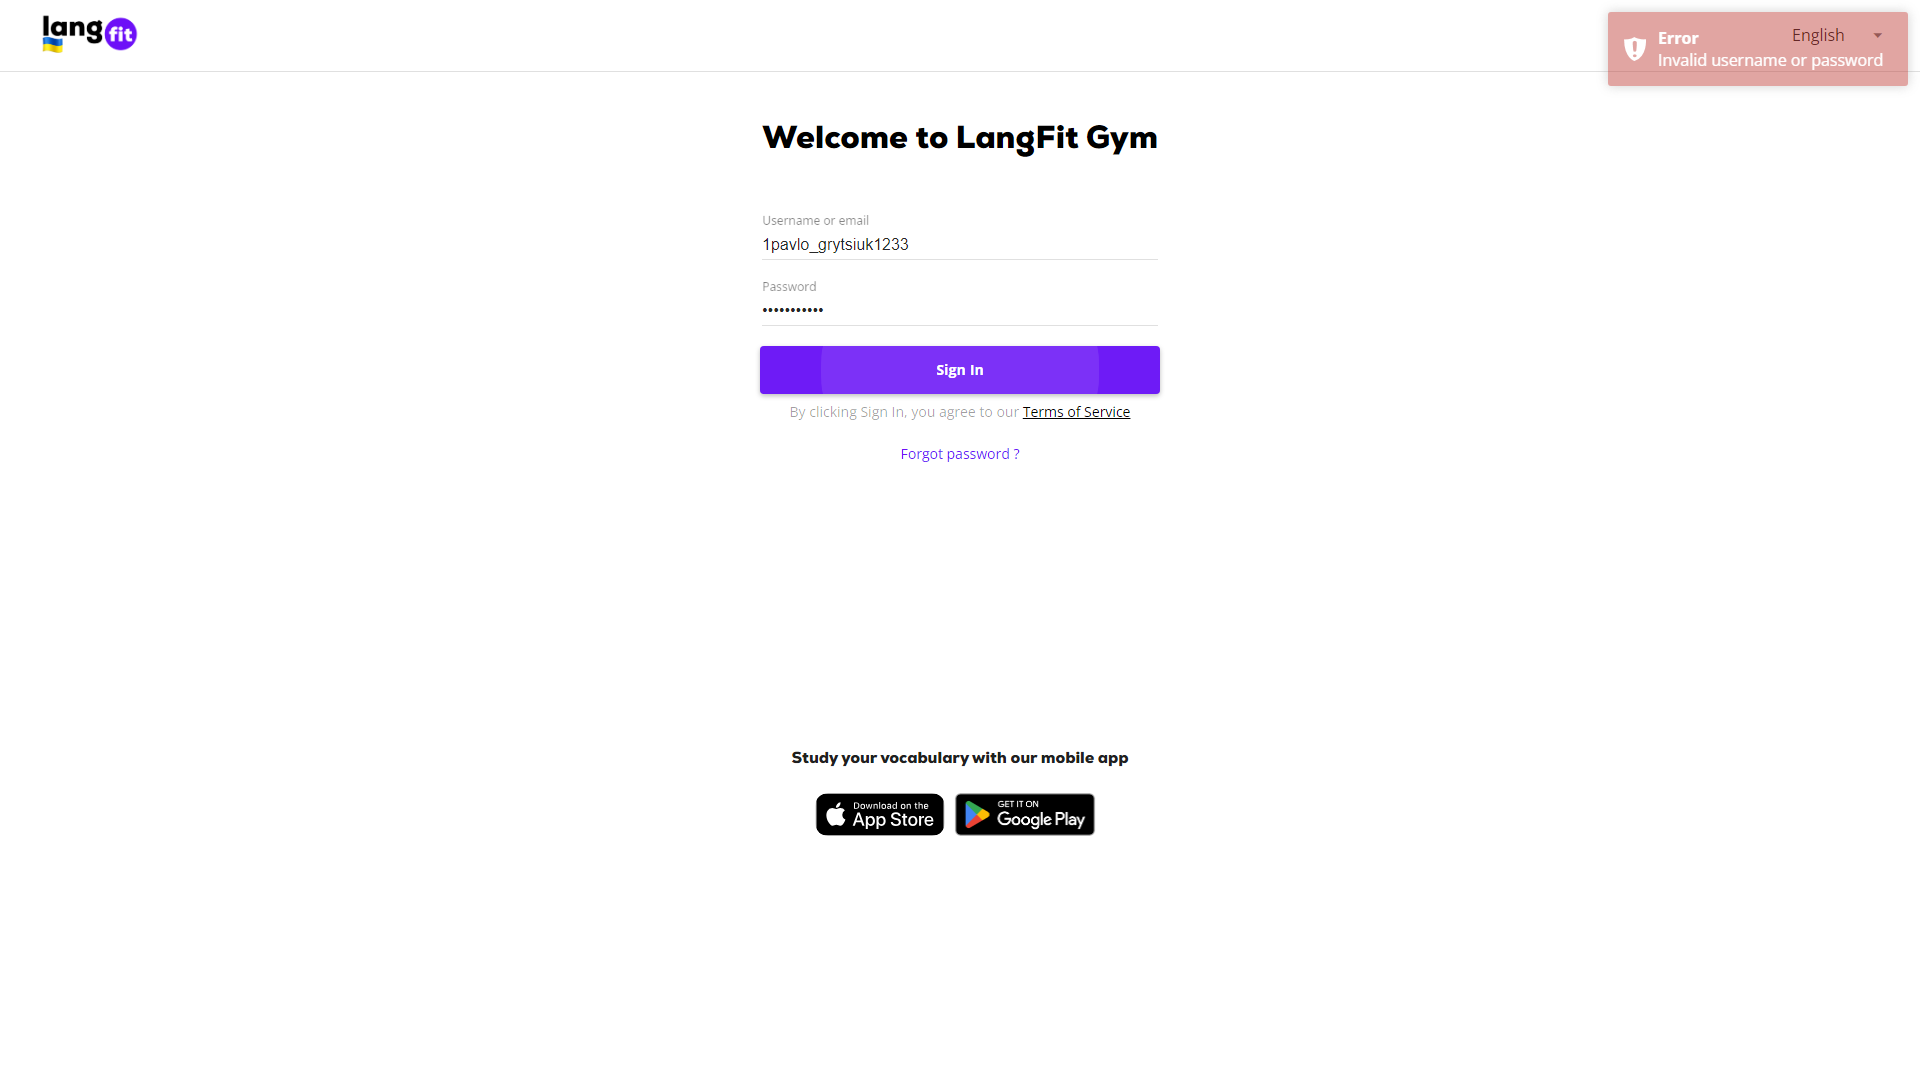 lang fit
English
Error
Invalid username or password
Welcome to LangFit Gym
Username or email
1pavlo_grytsiuk1233
Password
•••••••••••
Sign In
By clicking Sign In, you agree to our Terms of Service
Forgot password ?
Study your vocabulary with our mobile app
Download on the
App Store
GET IT ON
Google Play